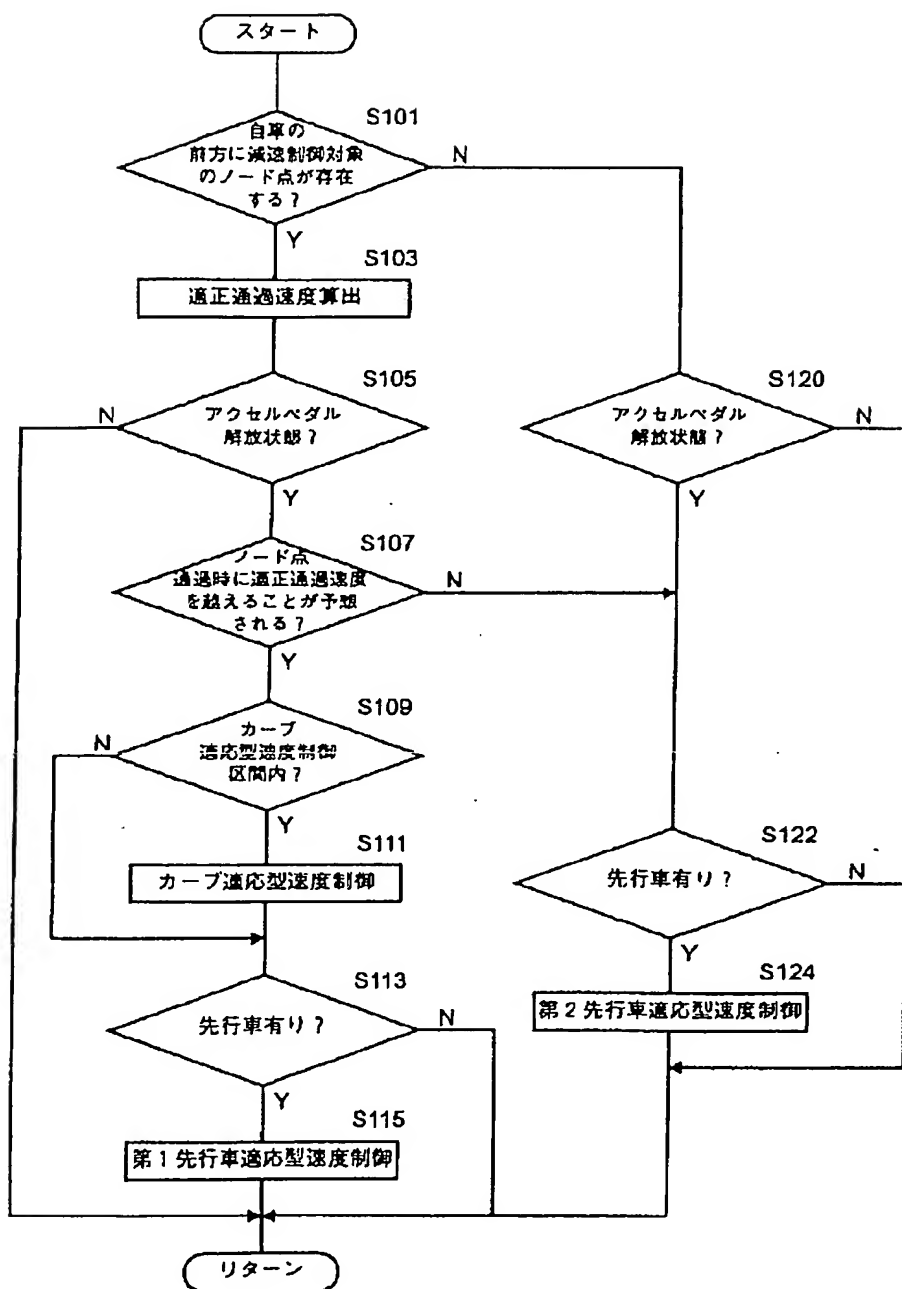 スタート
S101
自車の
前方に減速制御対象
のノード点が存在
する？
N
Y
S103
適正通過速度算出
S105
アクセルペダル
解放状態？
N
Y
S120
アクセルペダル
解放状態？
N
Y
S107
ノード点
通過時に適正通過速度
を越えることが予想
される？
N
Y
S109
カーブ
適応型速度制御
区間内？
N
Y
S111
カーブ適応型速度制御
S122
先行車有り？
N
Y
S124
第2先行車適応型速度制御
S113
先行車有り？
N
Y
S115
第1先行車適応型速度制御
リターン